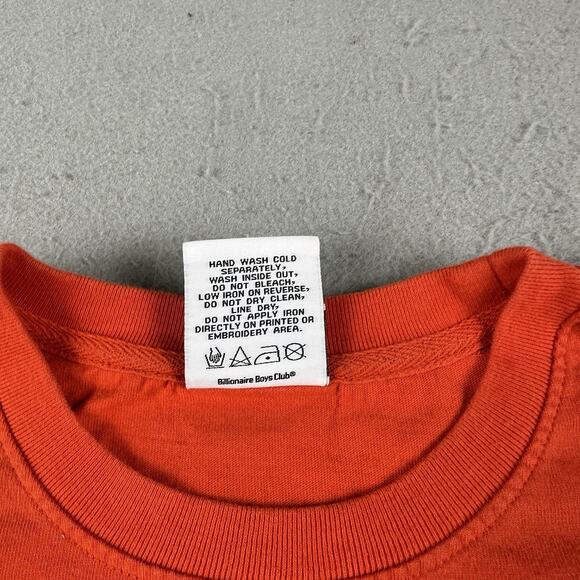 HAND WASH COLD
SEPARATELY,
WASH INSIDE OUT,
DO NOT BLEACH,
LOW IRON ON REVERSE,
DO NOT DRY CLEAN,
LINE DRY,
DO NOT APPLY IRON
DIRECTLY ON PRINTED OR
EMBROIDERY AREA.
Billionaire Boys Club®